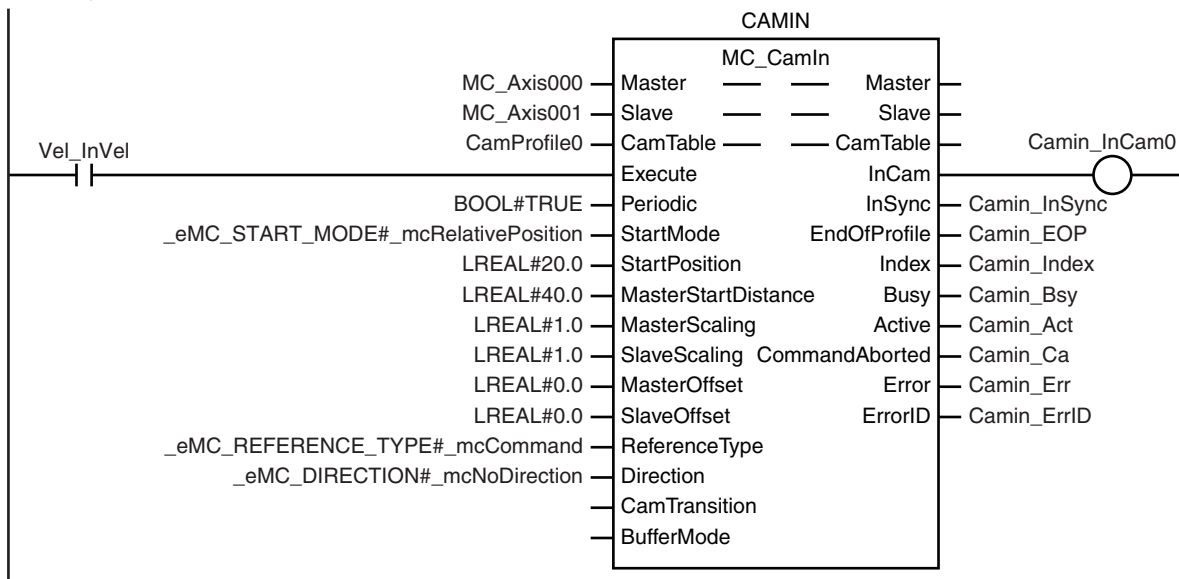 CAMIN
MC_CamIn
MC_Axis000 Master Master
MC_Axis001 Slave Slave
CamProfile0 CamTable CamTable Camin_InCam0
Vel_InVel
Execute InCam
BOOL#TRUE Periodic InSync Camin_InSync
_eMC_START_MODE#_mcRelativePosition StartMode EndOfProfile Camin_EOP
LREAL#20.0 StartPosition Index Camin_Index
LREAL#40.0 MasterStartDistance Busy Camin_Bsy
LREAL#1.0 MasterScaling Active Camin_Act
LREAL#1.0 SlaveScaling CommandAborted Camin_Ca
LREAL#0.0 MasterOffset Error Camin_Err
LREAL#0.0 SlaveOffset ErrorID Camin_ErrID
_eMC_REFERENCE_TYPE#_mcCommand ReferenceType
_eMC_DIRECTION#_mcNoDirection Direction
CamTransition
BufferMode